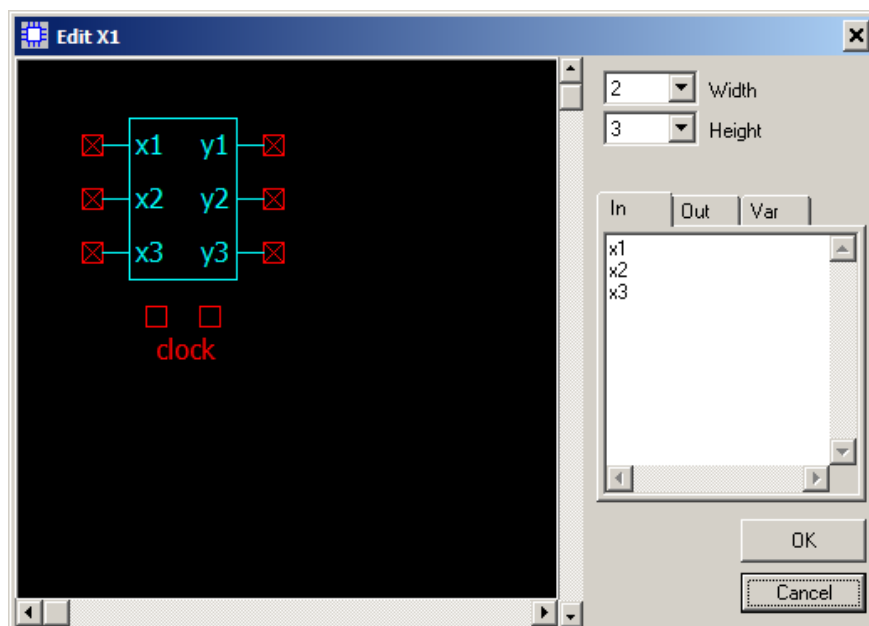 Edit X1
x1 y1
x2 y2
x3 y3
clock
2 Width
3 Height
In Out Var
x1
x2
x3
OK
Cancel